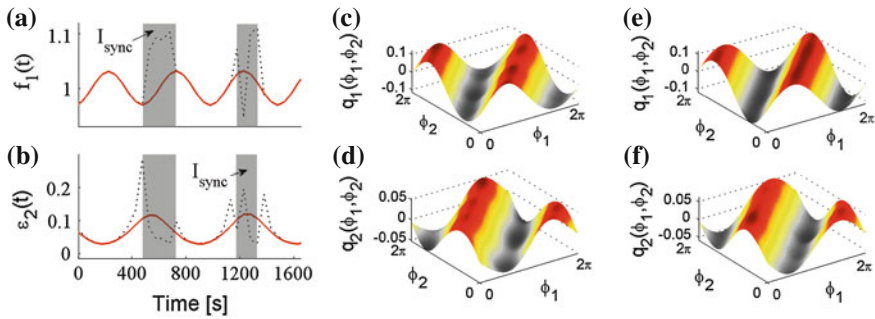 (a)
1.1
1
f₁(t)
I_sync
(b)
0.2
0.1
0
ε₂(t)
I_sync
0 400 800 1200 1600
Time [s]
(c)
q₁(ϕ₁,ϕ₂)
0.1
0
-0.1
2π
ϕ₂
0
0
ϕ₁
2π
(d)
q₂(ϕ₁,ϕ₂)
0.05
0
-0.05
2π
ϕ₂
0
0
ϕ₁
2π
(e)
q₁(ϕ₁,ϕ₂)
0.1
0
-0.1
2π
ϕ₂
0
0
ϕ₁
2π
(f)
q₂(ϕ₁,ϕ₂)
0.05
0
-0.05
2π
ϕ₂
0
0
ϕ₁
2π